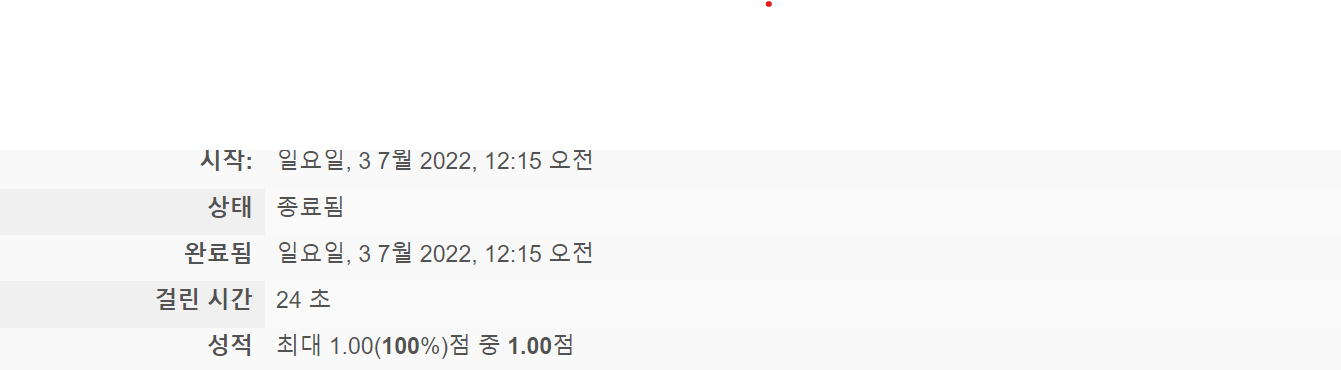 시작: 일요일, 3 7월 2022, 12:15 오전
상태 종료됨
완료됨 일요일, 3 7월 2022, 12:15 오전
걸린 시간 24 초
성적 최대 1.00(100%)점 중 1.00점